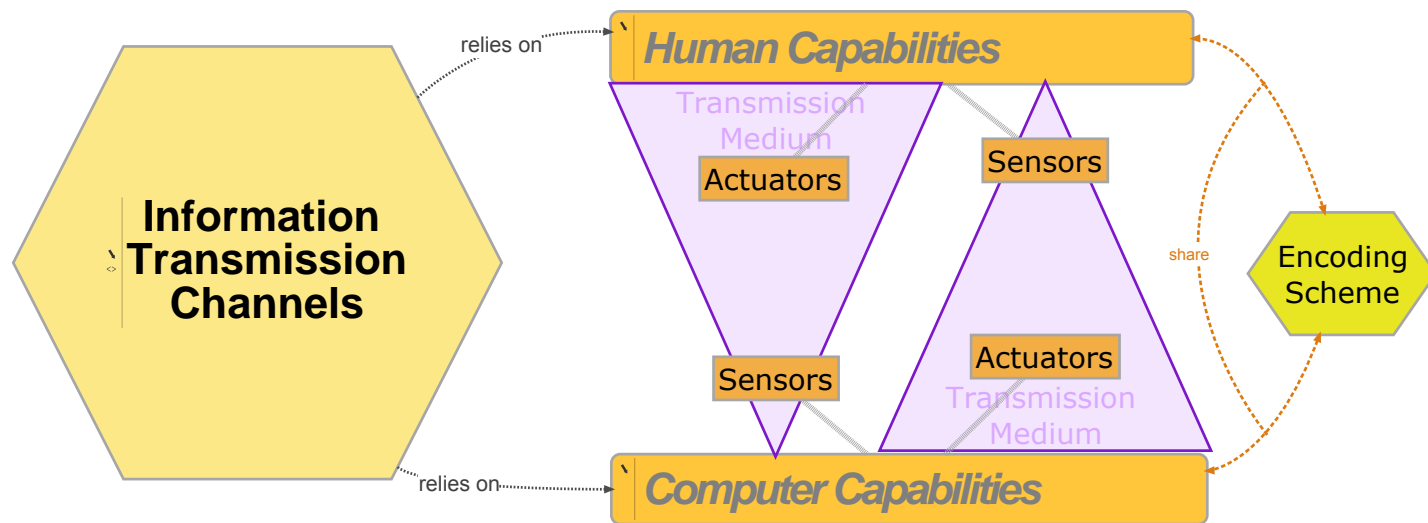 relies on
Human Capabilities
Transmission
Medium
Actuators
Sensors
Information
Transmission
Channels
<>
share
Encoding
Scheme
Sensors
Actuators
Transmission
Medium
relies on
Computer Capabilities